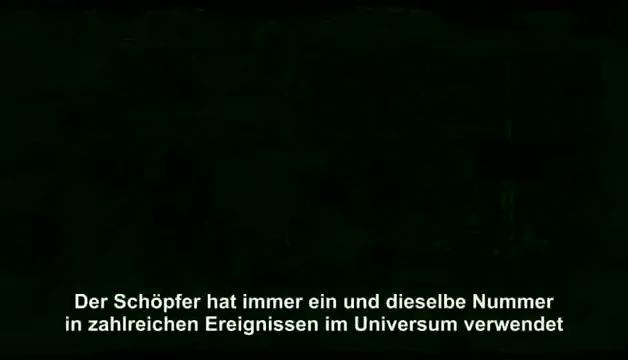 Der Schöpfer hat immer ein und dieselbe Nummer
in zahlreichen Ereignissen im Universum verwendet